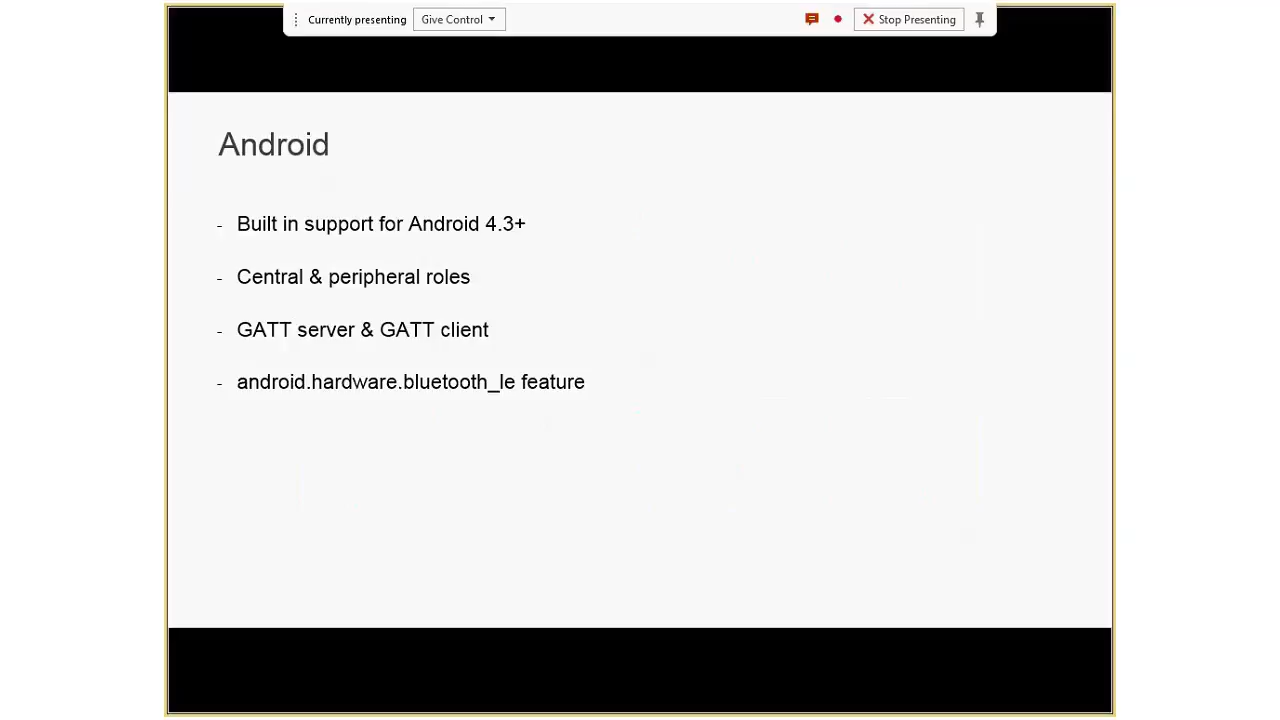 Currently presenting
Give Control
Stop Presenting
Android
- Built in support for Android 4.3+
- Central & peripheral roles
- GATT server & GATT client
- android.hardware.bluetooth_le feature